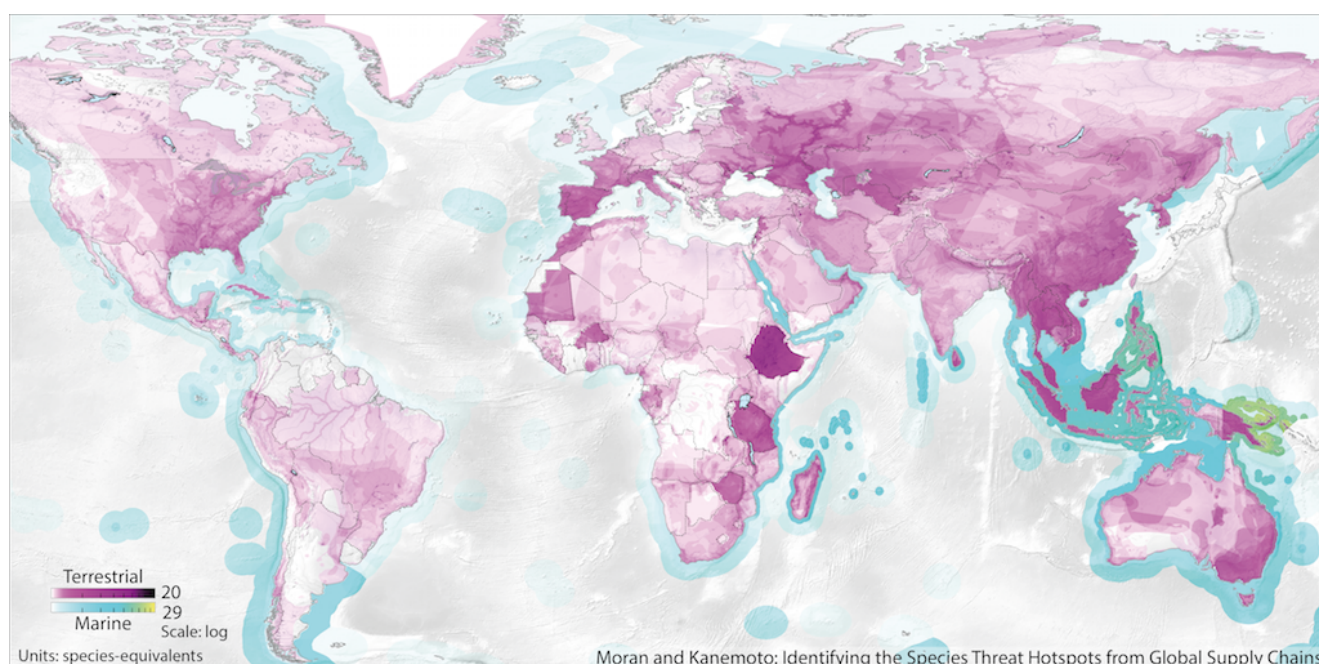 Terrestrial
20
29
Marine
Scale: log
Units: species-equivalents
Moran and Kanemoto: Identifying the Species Threat Hotspots from Global Supply Chains